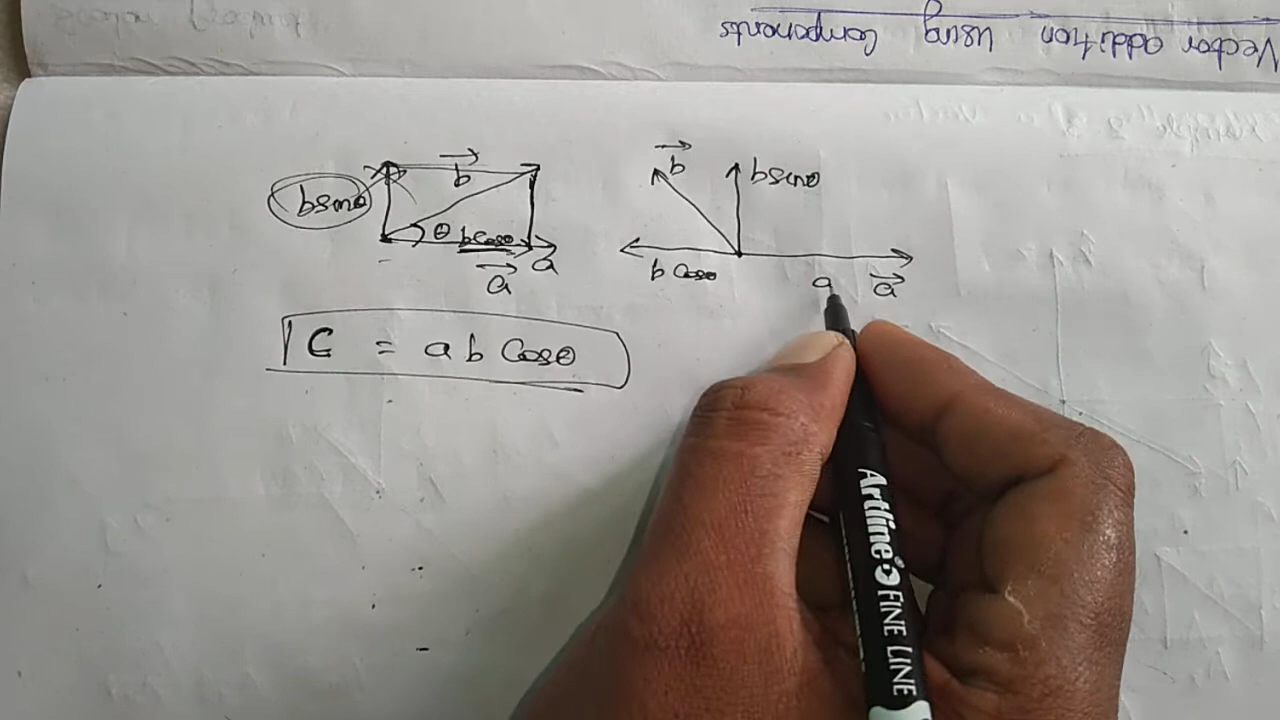 Vector addition using Components
b⃗
b sinθ
θ b cosθ
a
a⃗
b⃗
b sinθ
b cosθ
a
a⃗
C = a b Cosθ
Artline FINE LINE